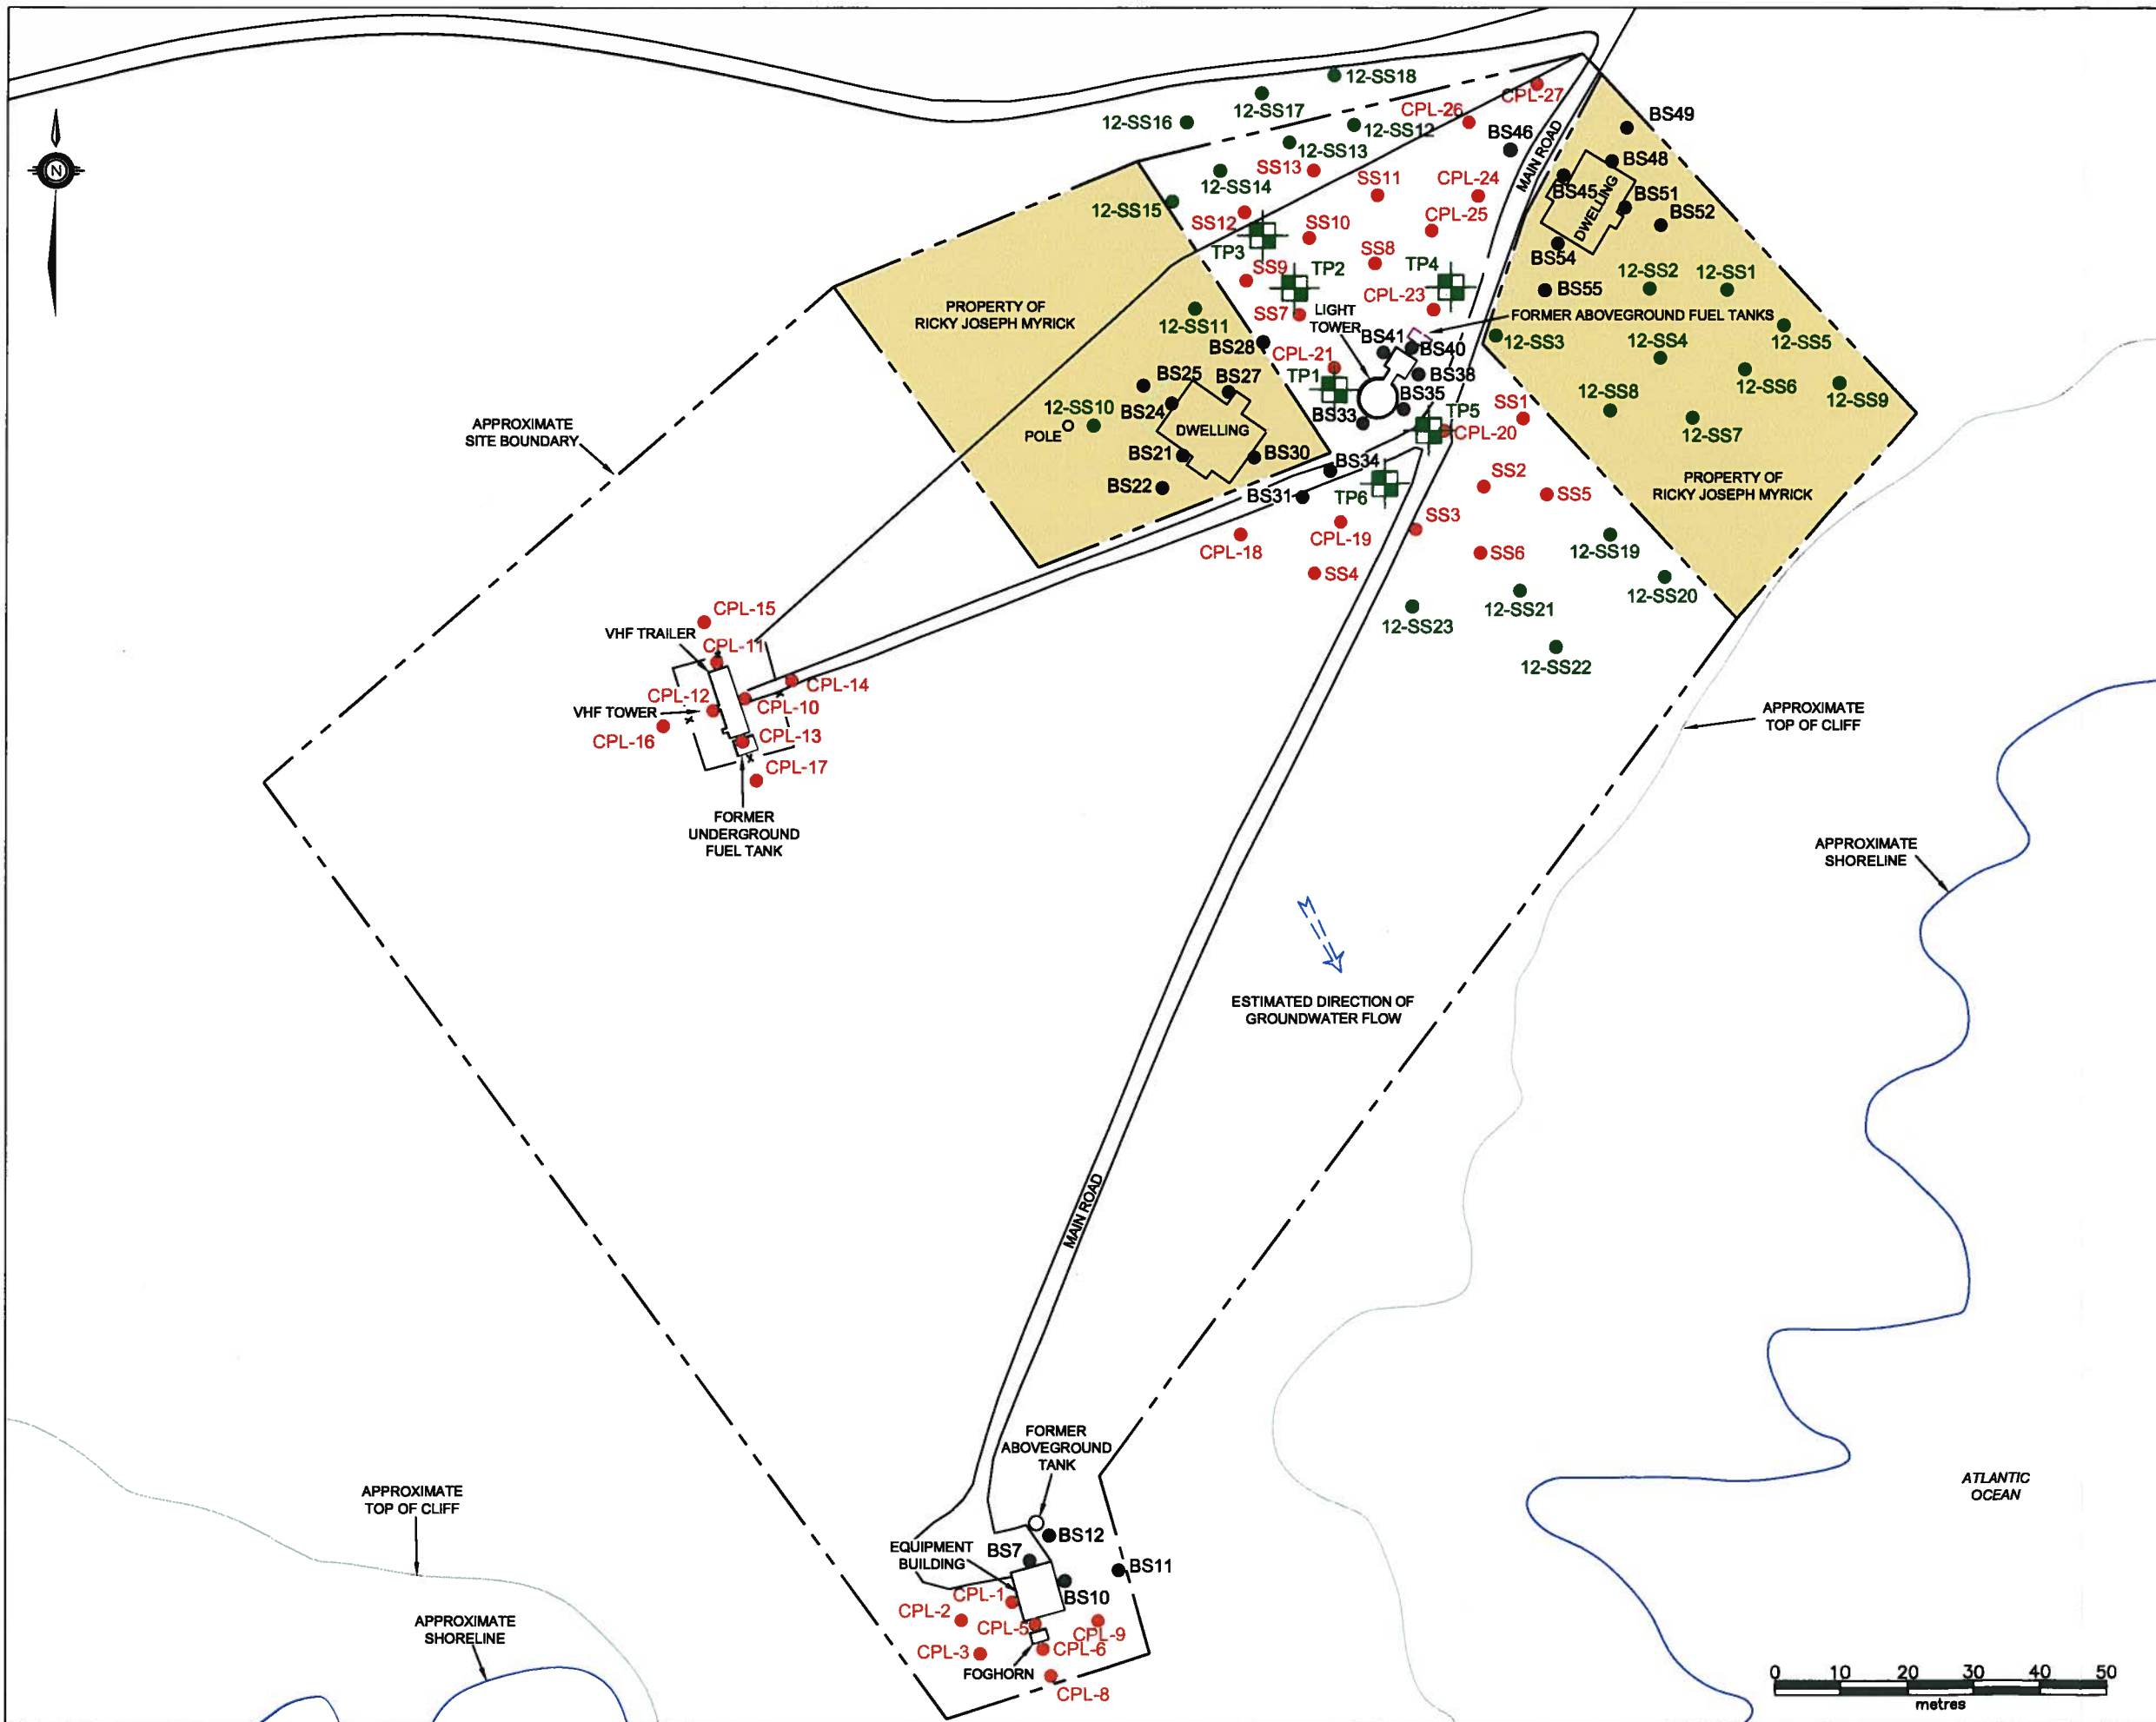 12-SS18
12-SS17
12-SS16
12-SS12
12-SS13
CPL-26
CPL-27
BS46
MAIN ROAD
BS49
BS48
BS45
BS51
BS52
DWELLING
BS54
BS55
N
SS13
12-SS14
12-SS15
SS11
CPL-24
CPL-25
SS12
SS10
TP3
SS8
SS9
TP2
TP4
12-SS2
12-SS1
PROPERTY OF
RICKY JOSEPH MYRICK
12-SS11
CPL-23
SS7
LIGHT
TOWER
FORMER ABOVEGROUND FUEL TANKS
BS28
BS41
BS40
12-SS3
12-SS4
12-SS5
CPL-21
TP1
BS38
12-SS6
BS25
BS27
12-SS8
12-SS9
BS35
12-SS10
BS24
BS33
TP5
SS1
POLE
DWELLING
CPL-20
12-SS7
APPROXIMATE
SITE BOUNDARY
BS21
BS30
BS34
SS2
PROPERTY OF
RICKY JOSEPH MYRICK
BS22
BS31
TP6
SS5
SS3
CPL-18
CPL-19
SS6
12-SS19
SS4
12-SS20
12-SS21
12-SS23
12-SS22
CPL-15
VHF TRAILER
CPL-11
CPL-14
CPL-12
CPL-10
VHF TOWER
CPL-16
CPL-13
CPL-17
FORMER
UNDERGROUND
FUEL TANK
APPROXIMATE
TOP OF CLIFF
APPROXIMATE
SHORELINE
ESTIMATED DIRECTION OF
GROUNDWATER FLOW
MAIN ROAD
FORMER
ABOVEGROUND
TANK
APPROXIMATE
TOP OF CLIFF
ATLANTIC
OCEAN
BS12
EQUIPMENT
BUILDING
BS7
BS11
BS10
CPL-1
CPL-2
CPL-5
CPL-9
CPL-3
CPL-6
FOGHORN
CPL-8
APPROXIMATE
SHORELINE
0 10 20 30 40 50
metres